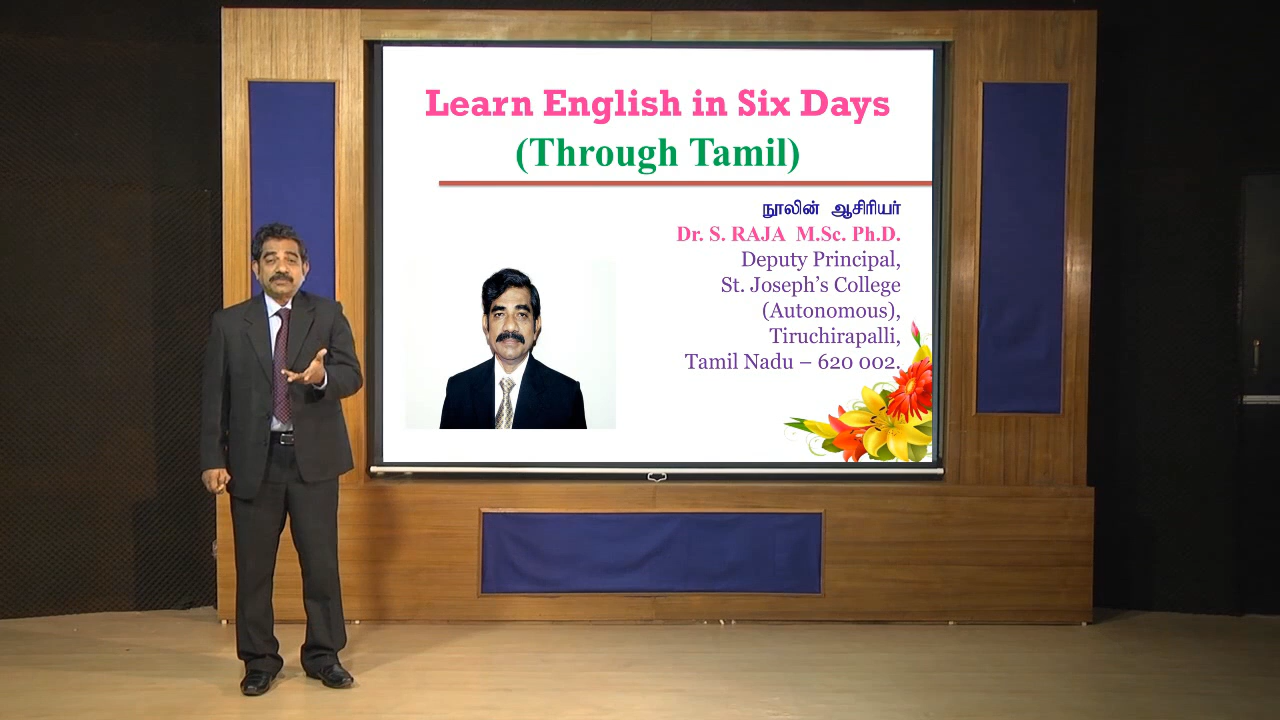 Learn English in Six Days
(Through Tamil)
நூலின் ஆசிரியர்
Dr. S. RAJA M.Sc. Ph.D.
Deputy Principal,
St. Joseph’s College
(Autonomous),
Tiruchirapalli,
Tamil Nadu – 620 002.